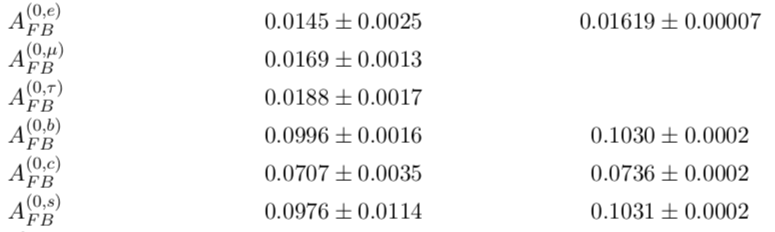 A_{FB}^{(0,e)} 0.0145 ± 0.0025 0.01619 ± 0.00007
A_{FB}^{(0,μ)} 0.0169 ± 0.0013
A_{FB}^{(0,τ)} 0.0188 ± 0.0017
A_{FB}^{(0,b)} 0.0996 ± 0.0016 0.1030 ± 0.0002
A_{FB}^{(0,c)} 0.0707 ± 0.0035 0.0736 ± 0.0002
A_{FB}^{(0,s)} 0.0976 ± 0.0114 0.1031 ± 0.0002